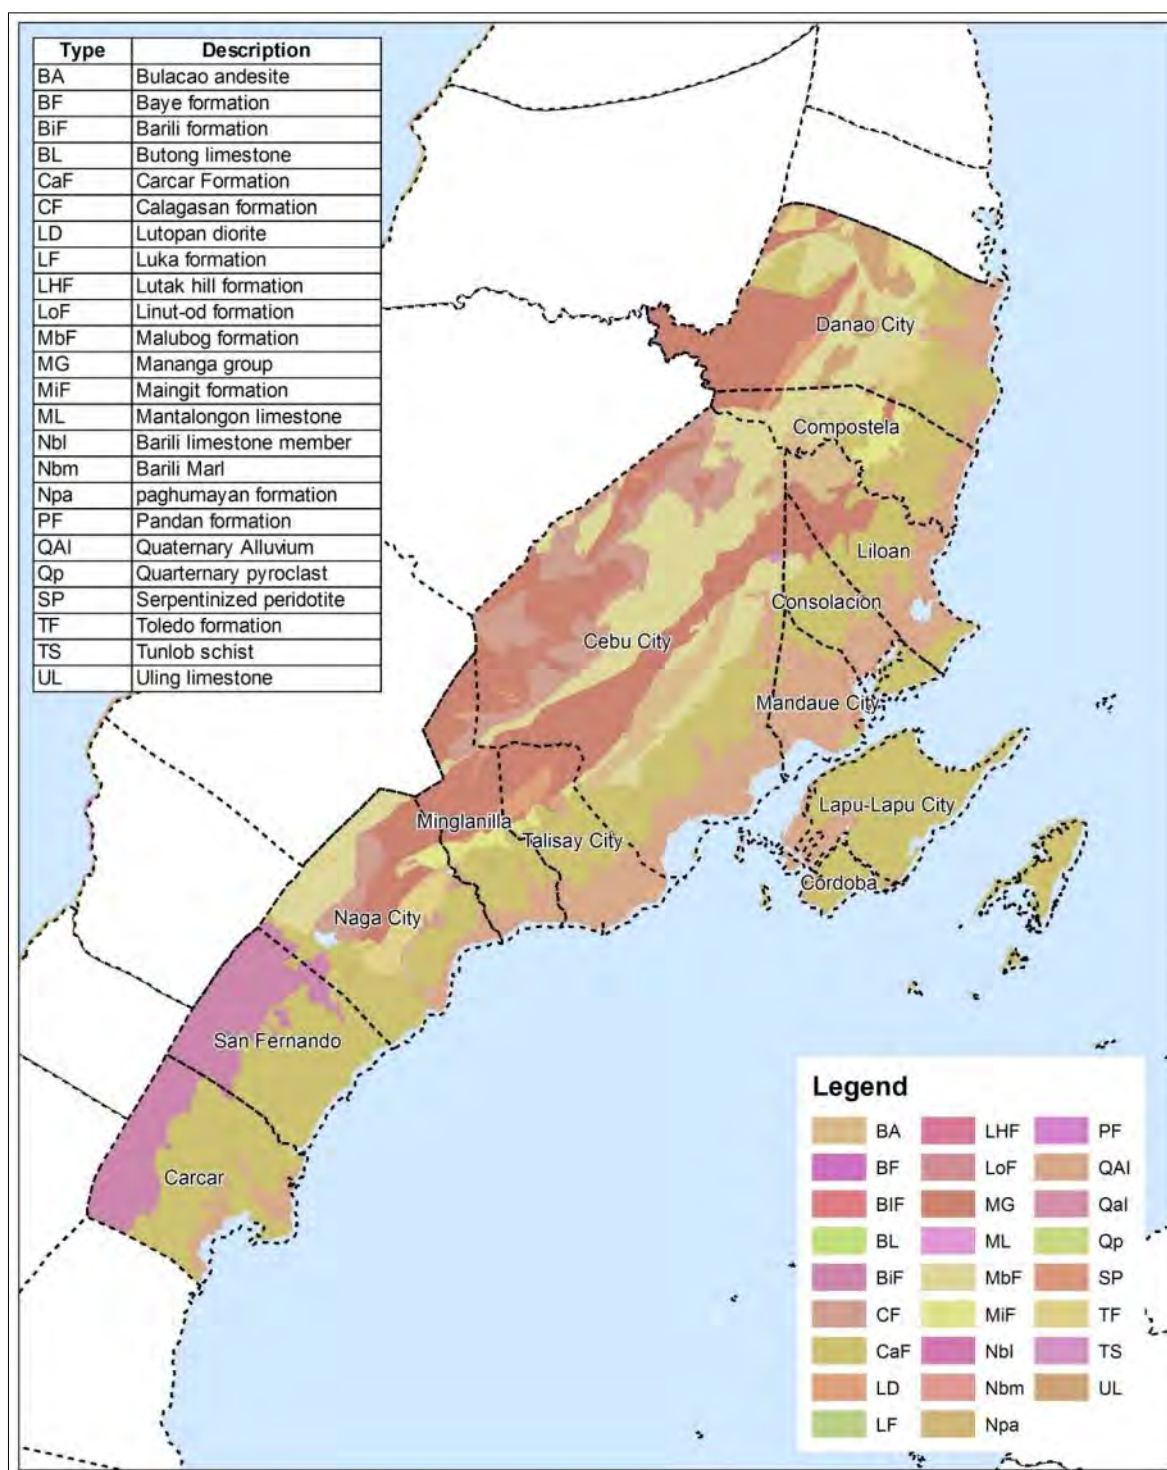 Type Description
BA Bulacao andesite
BF Baye formation
BiF Barili formation
BL Butong limestone
CaF Carcar Formation
CF Calagasan formation
LD Lutopan diorite
LF Luka formation
LHF Lutak hill formation
LoF Linut-od formation
MbF Malubog formation
MG Mananga group
MiF Maingit formation
ML Mantalongon limestone
Nbl Barili limestone member
Nbm Barili Marl
Npa paghumayan formation
PF Pandan formation
QAl Quaternary Alluvium
Qp Quarternary pyroclast
SP Serpentinized peridotite
TF Toledo formation
TS Tunlob schist
UL Uling limestone
Danao City
Compostela
Liloan
Consolacion
Cebu City
Mandaue City
Lapu-Lapu City
Minglanilla
Talisay City
Cordoba
Naga City
San Fernando
Carcar
Legend
BA LHF PF
BF LoF QAl
BIF MG Qal
BL ML Qp
BiF MbF SP
CF MiF TF
CaF Nbl TS
LD Nbm UL
LF Npa